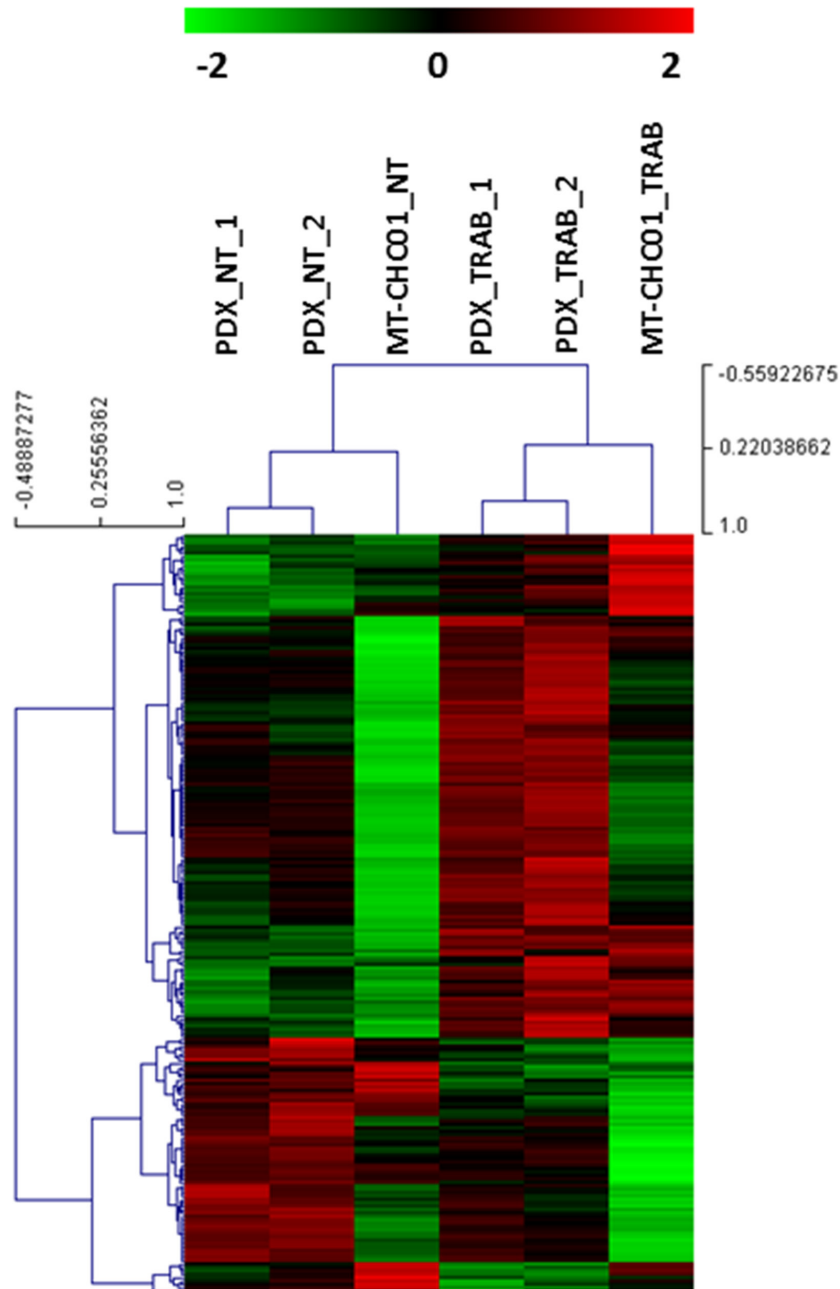 -2 0 2
PDX_NT_1
PDX_NT_2
MT-CHC01_NT
PDX_TRAB_1
PDX_TRAB_2
MT-CHC01_TRAB
-0.55922675
0.22038662
1.0
-0.48887277
0.25556362
1.0